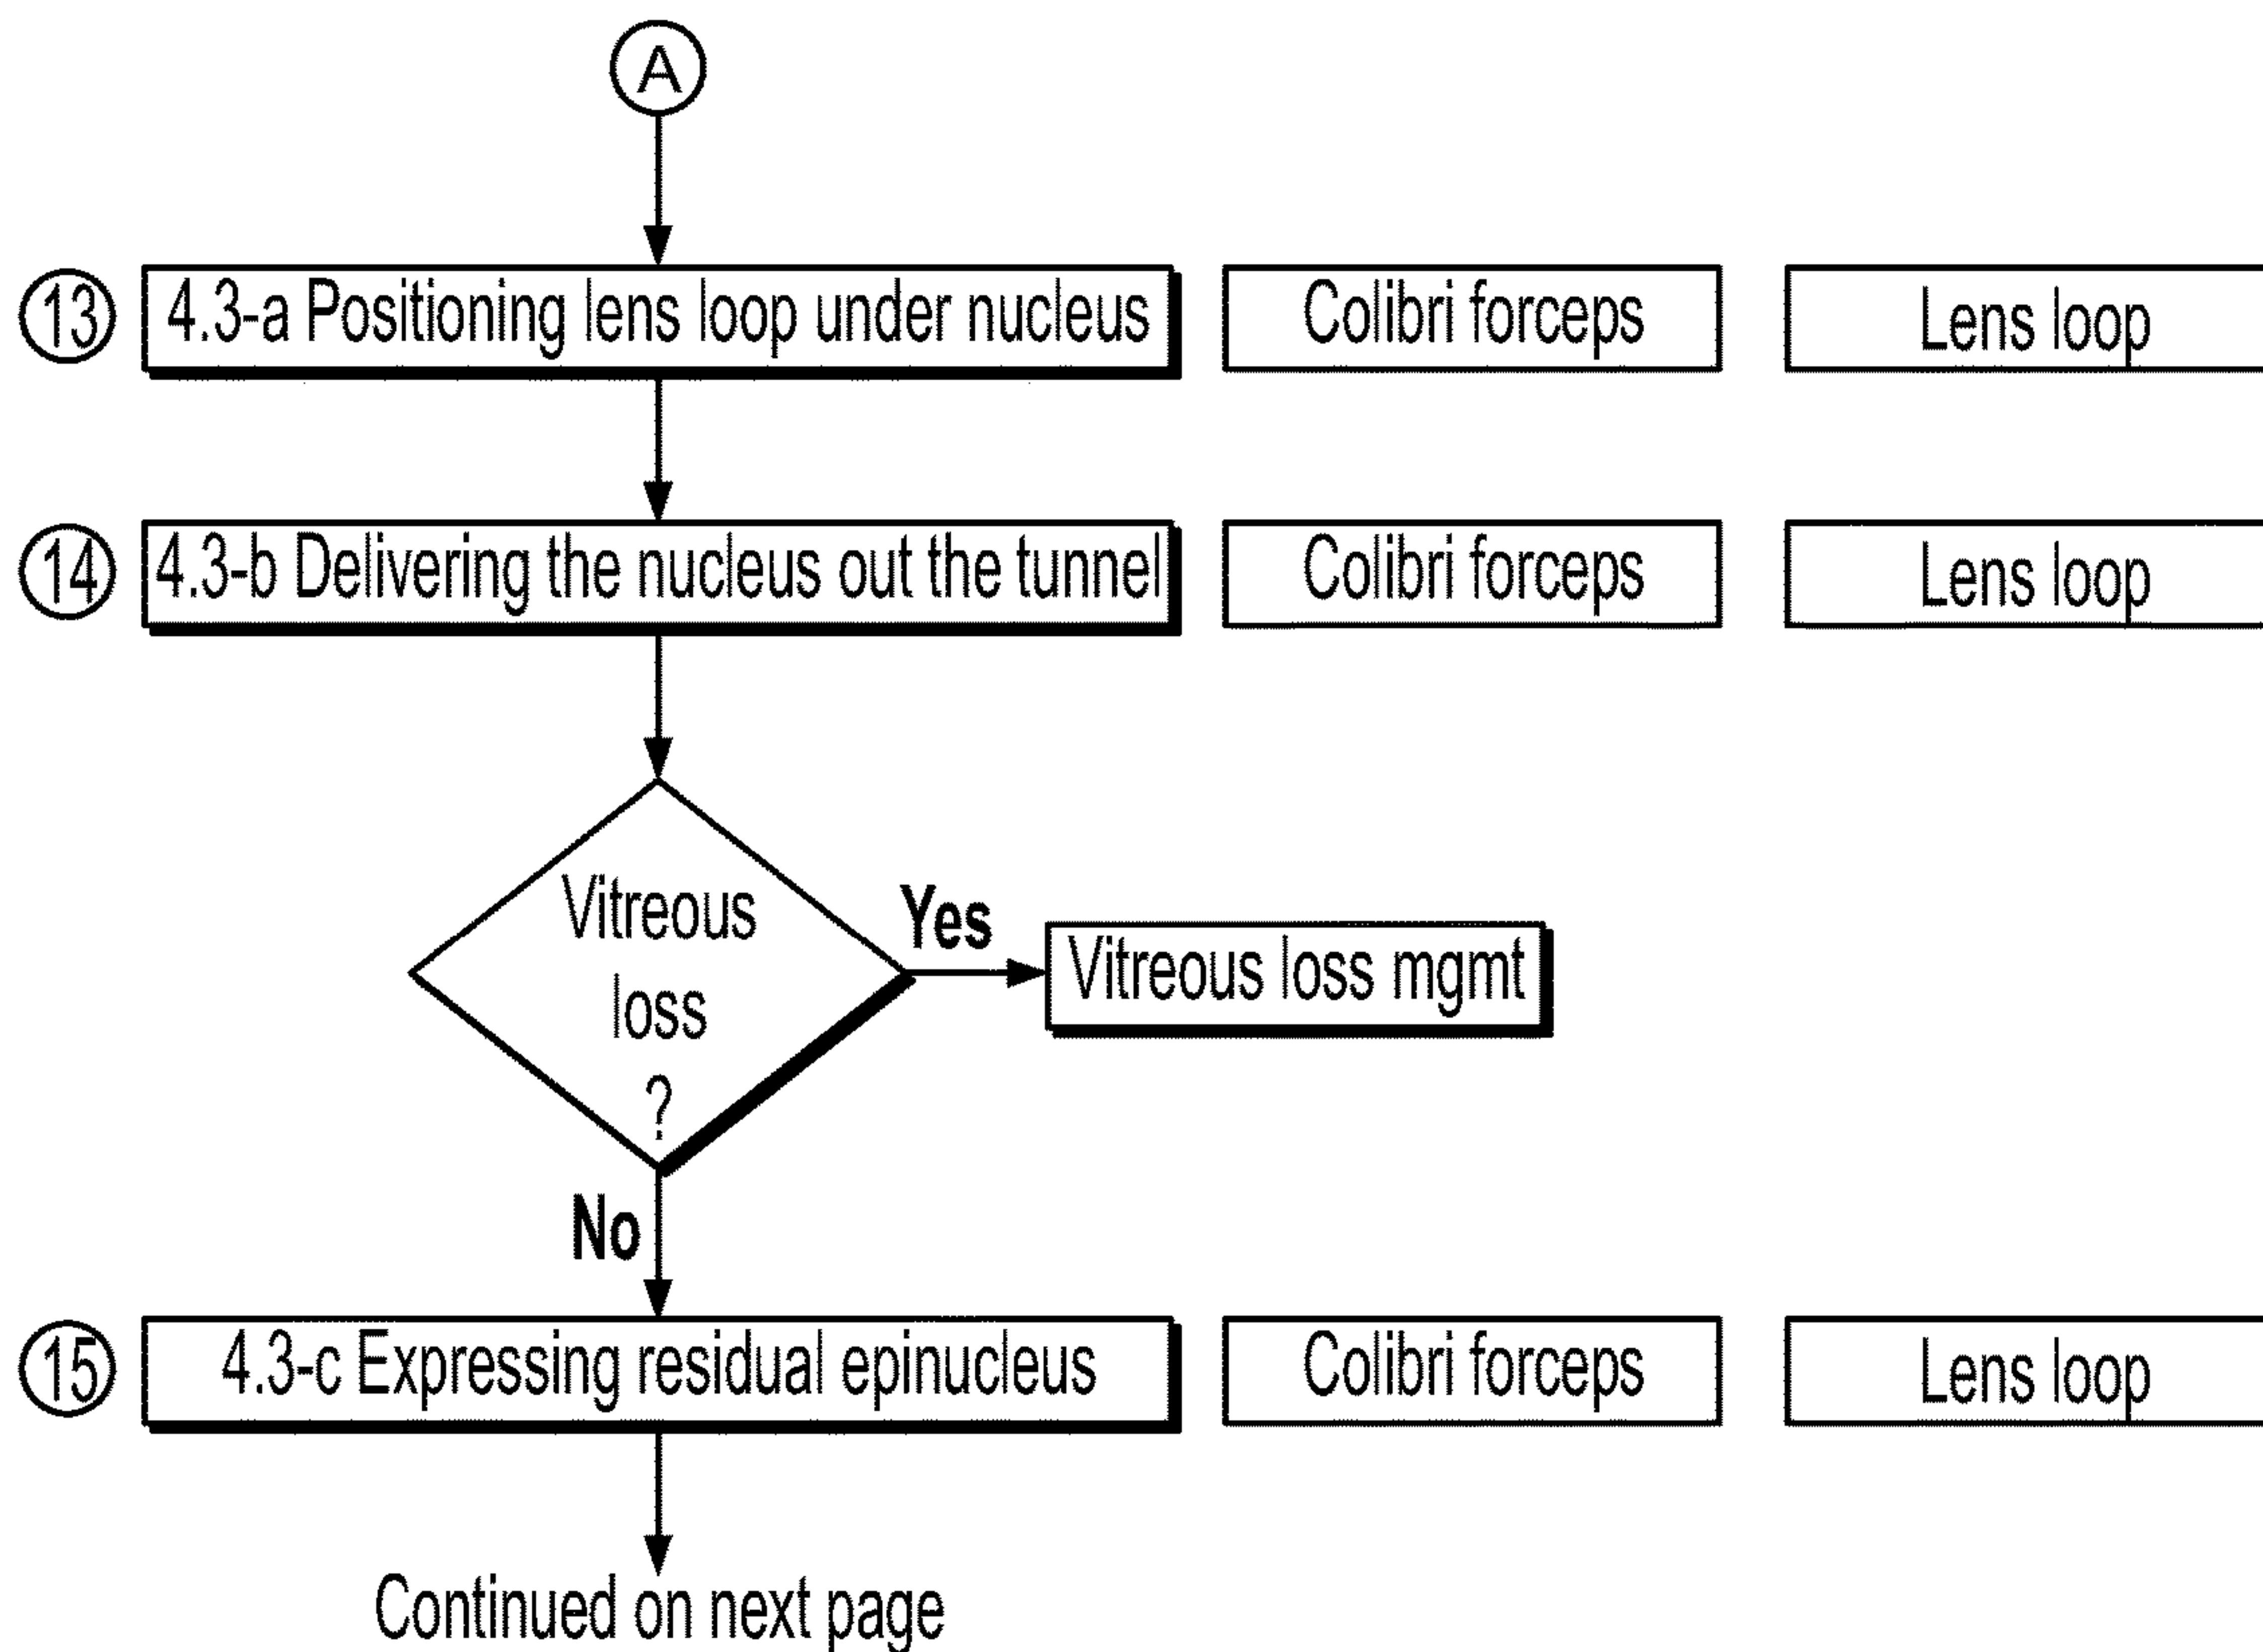 A
13 4.3-a Positioning lens loop under nucleus Colibri forceps Lens loop
14 4.3-b Delivering the nucleus out the tunnel Colibri forceps Lens loop
Vitreous
loss
?
Yes
Vitreous loss mgmt
No
15 4.3-c Expressing residual epinucleus Colibri forceps Lens loop
Continued on next page